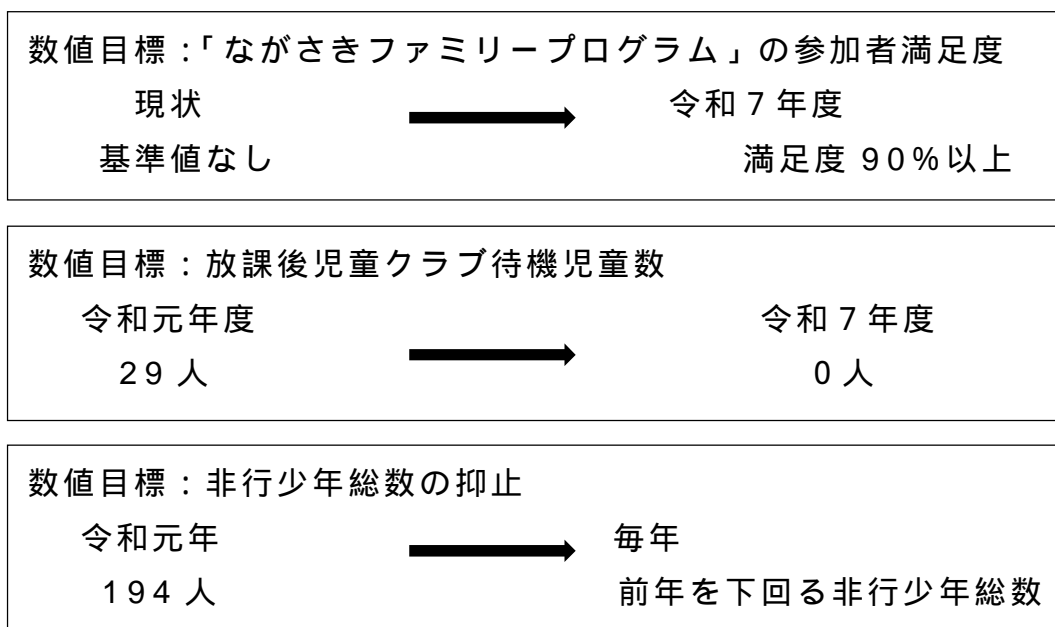 数値目標：「ながさきファミリープログラム」の参加者満足度
現状 令和７年度
基準値なし 満足度 90％以上
数値目標：放課後児童クラブ待機児童数
令和元年度 令和７年度
29人 0人
数値目標：非行少年総数の抑止
令和元年 毎年
194人 前年を下回る非行少年総数